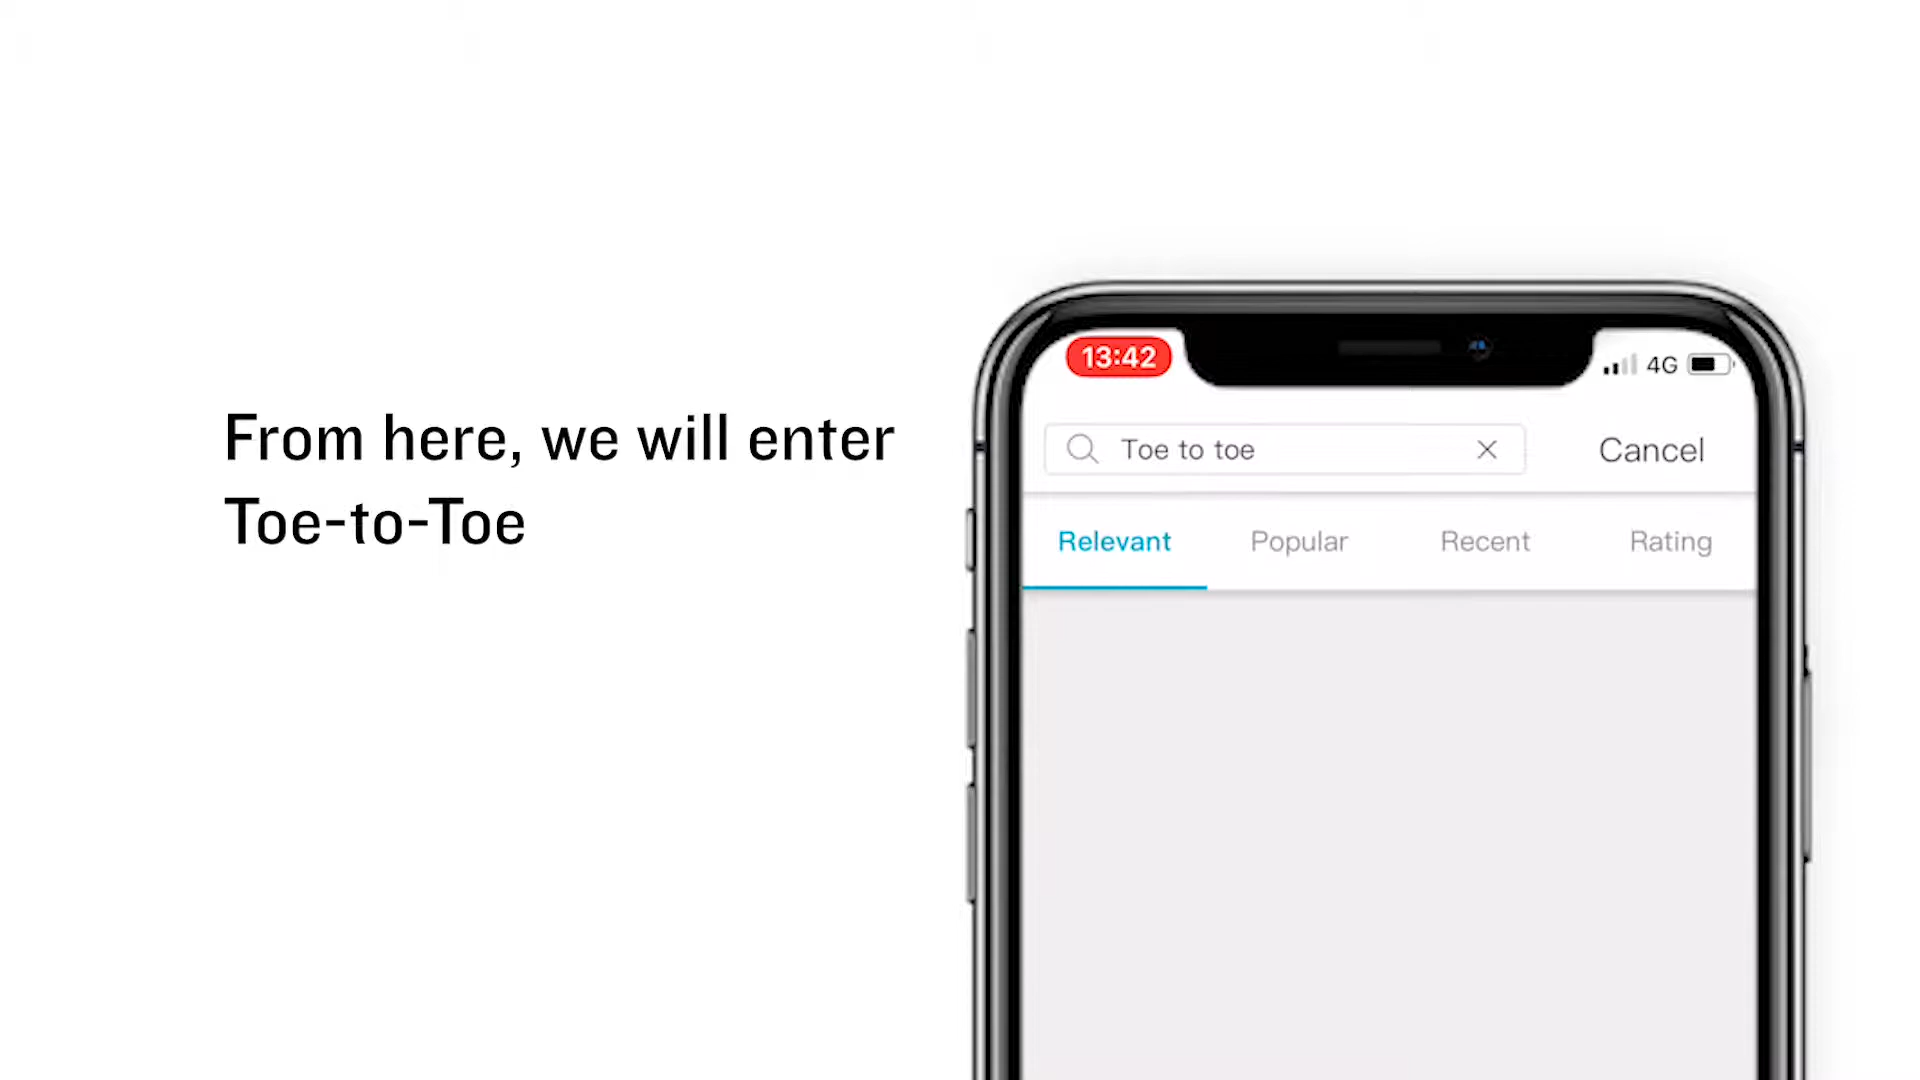 From here, we will enter
Toe-to-Toe
13:42
4G
Toe to toe
Cancel
Relevant
Popular
Recent
Rating